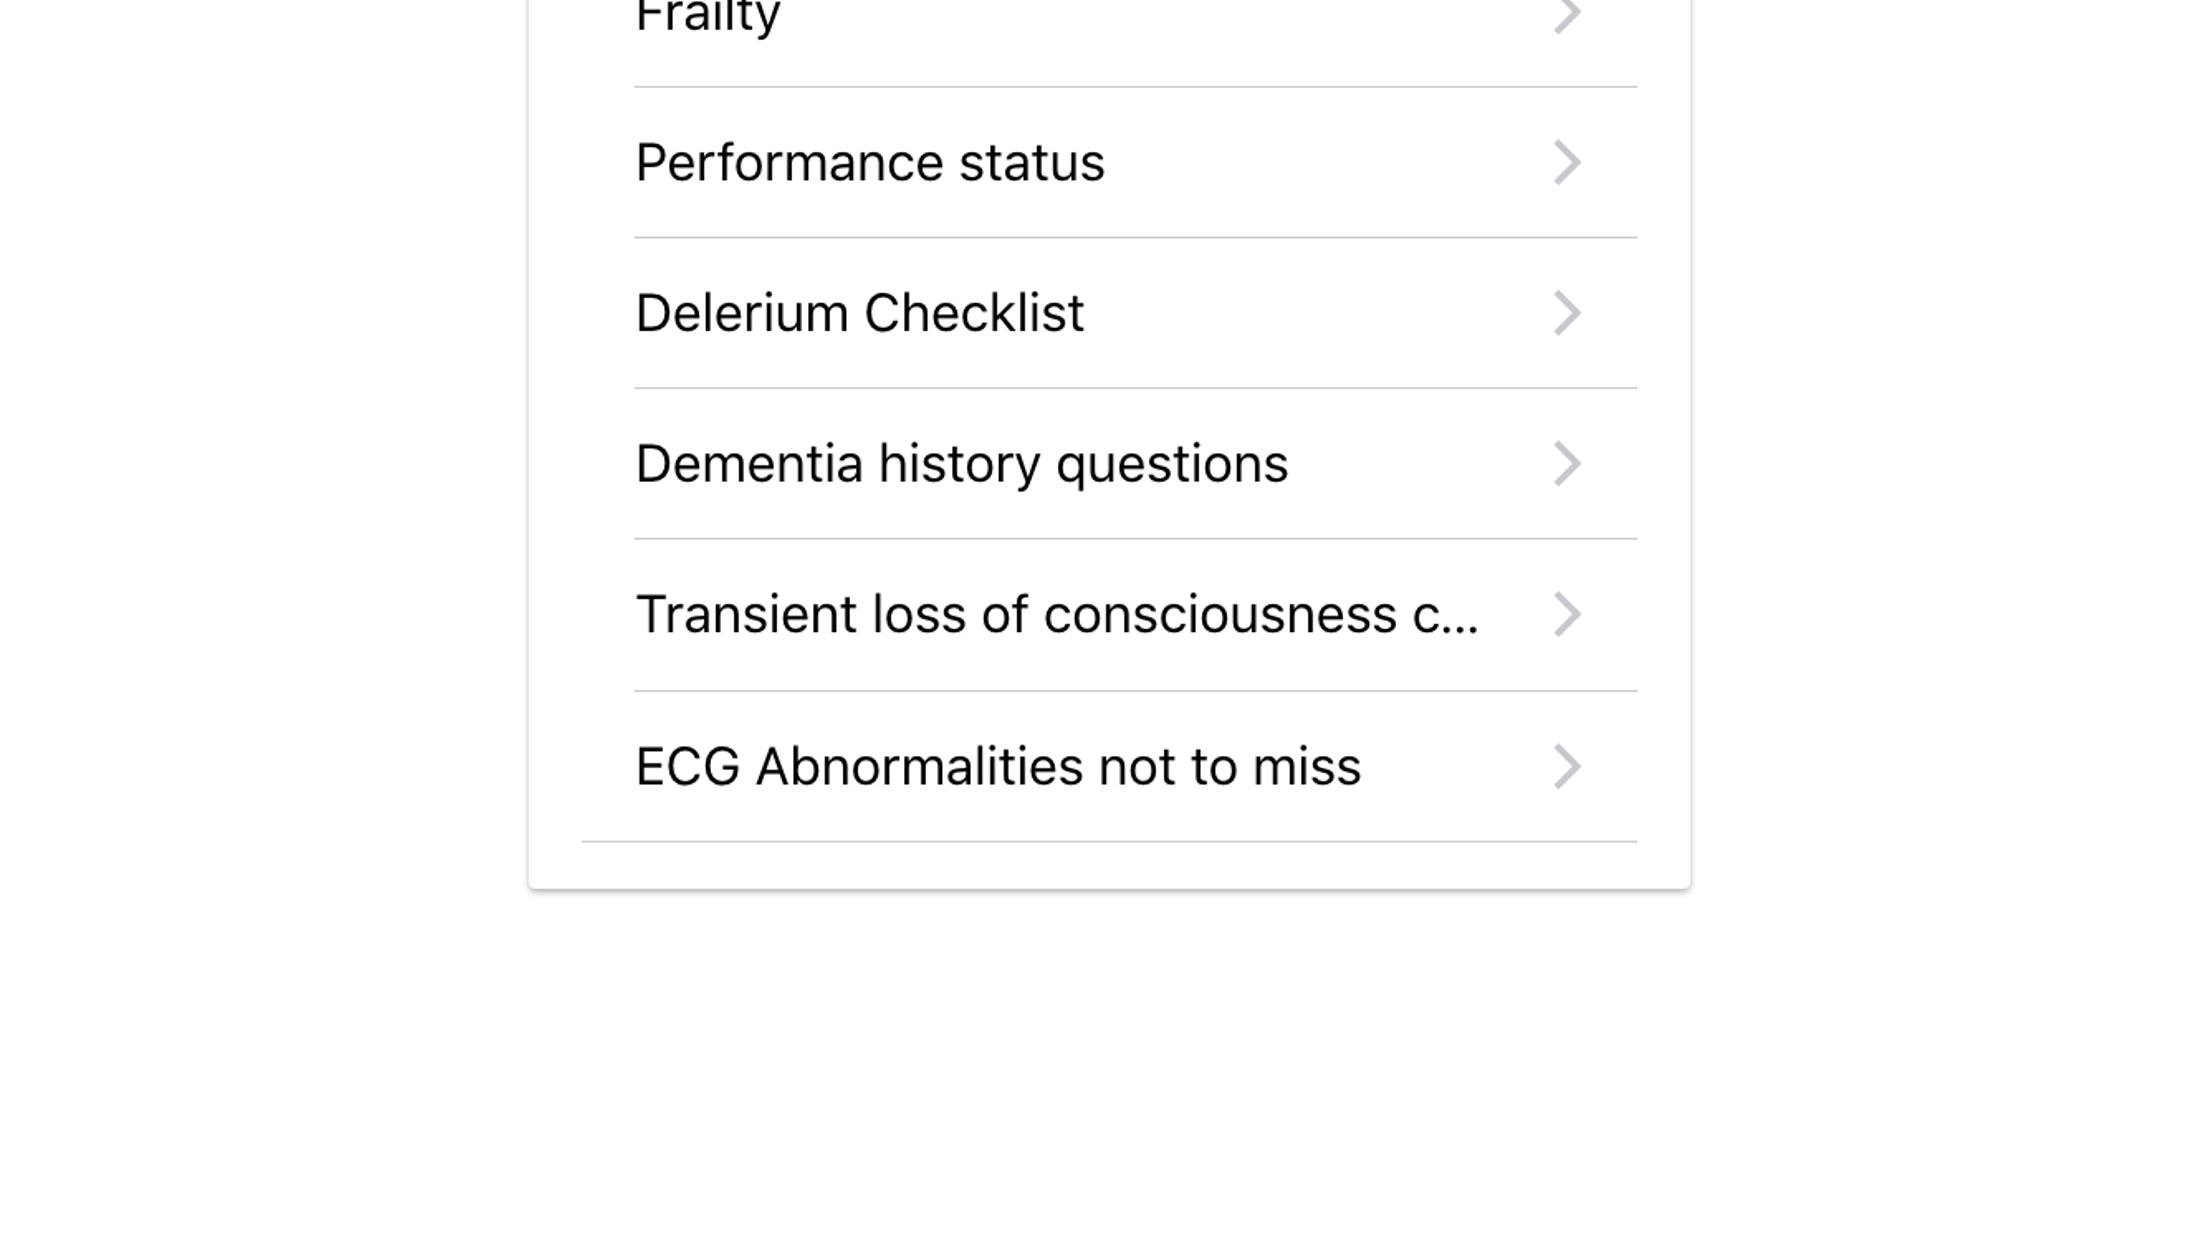 Frailty
Performance status
Delerium Checklist
Dementia history questions
Transient loss of consciousness c...
ECG Abnormalities not to miss